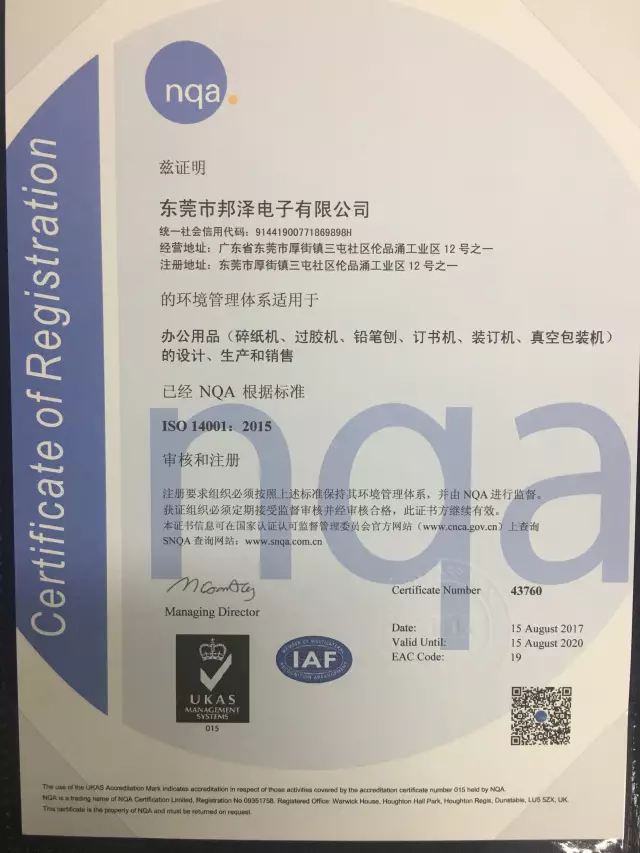 nqa.
Certificate of Registration
兹证明
东莞市邦泽电子有限公司
统一社会信用代码：91441900771869898H
经营地址：广东省东莞市厚街镇三屯社区伦品涌工业区 12 号之一
注册地址：东莞市厚街镇三屯社区伦品涌工业区 12 号之一
的环境管理体系适用于
办公用品（碎纸机、过胶机、铅笔刨、订书机、装订机、真空包装机）
的设计、生产和销售
已经 NQA 根据标准
ISO 14001：2015
审核和注册
nqa
注册要求组织必须按照上述标准保持其环境管理体系，并由 NQA 进行监督。
获证组织必须定期接受监督审核并经审核合格，此证书方继续有效。
本证书信息可在国家认证认可监督管理委员会官方网站（www.cnca.gov.cn）上查询
SNQA 查询网站：www.snqa.com.cn
Managing Director
Certificate Number 43760
Date: 15 August 2017
Valid Until: 15 August 2020
EAC Code: 19
UKAS
MANAGEMENT
SYSTEMS
015
MEMBER OF MULTILATERAL
IAF
RECOGNITION ARRANGEMENT
The use of the UKAS Accreditation Mark indicates accreditation in respect of those activities covered by the accreditation certificate number 015 held by NQA.
NQA is a trading name of NQA Certification Limited, Registration No 09351758. Registered Office: Warwick House, Houghton Hall Park, Houghton Regis, Dunstable, LU5 5ZX, UK.
This certificate is the property of NQA and must be returned on request.